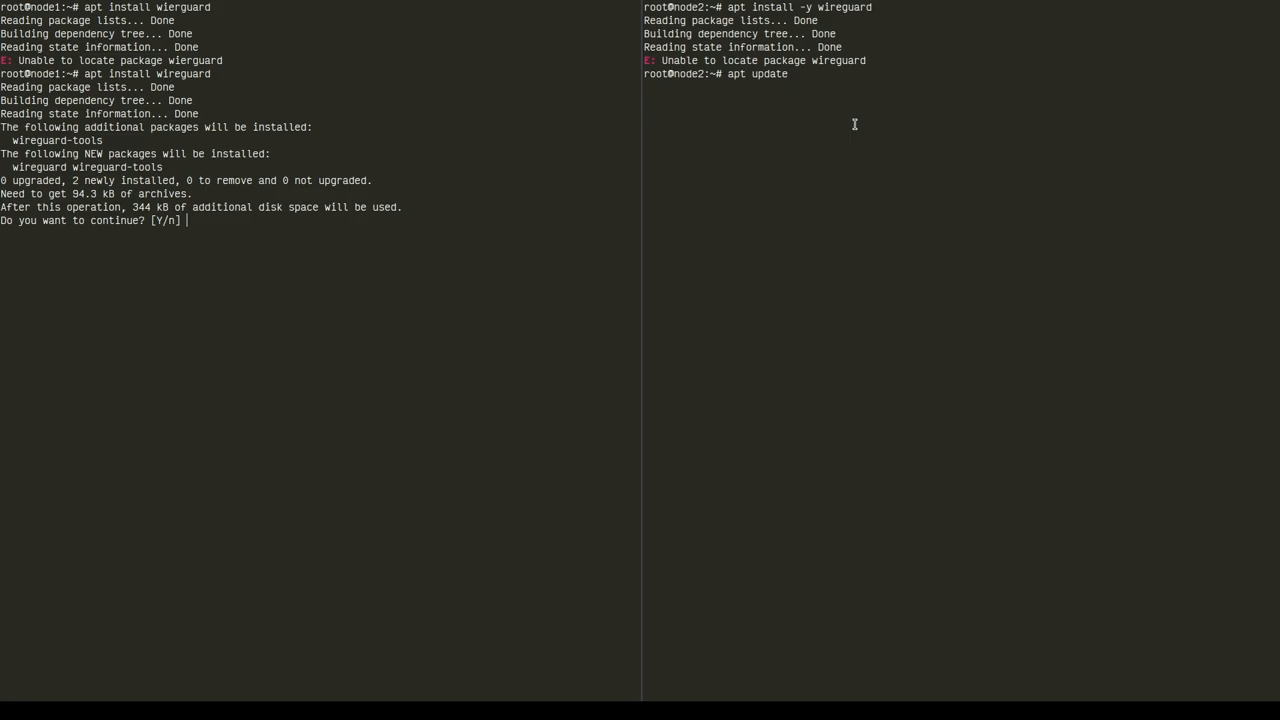 root@node1:~# apt install wierguard
Reading package lists... Done
Building dependency tree... Done
Reading state information... Done
E: Unable to locate package wierguard
root@node1:~# apt install wireguard
Reading package lists... Done
Building dependency tree... Done
Reading state information... Done
The following additional packages will be installed:
  wireguard-tools
The following NEW packages will be installed:
  wireguard wireguard-tools
0 upgraded, 2 newly installed, 0 to remove and 0 not upgraded.
Need to get 94.3 kB of archives.
After this operation, 344 kB of additional disk space will be used.
Do you want to continue? [Y/n]
root@node2:~# apt install -y wireguard
Reading package lists... Done
Building dependency tree... Done
Reading state information... Done
E: Unable to locate package wireguard
root@node2:~# apt update